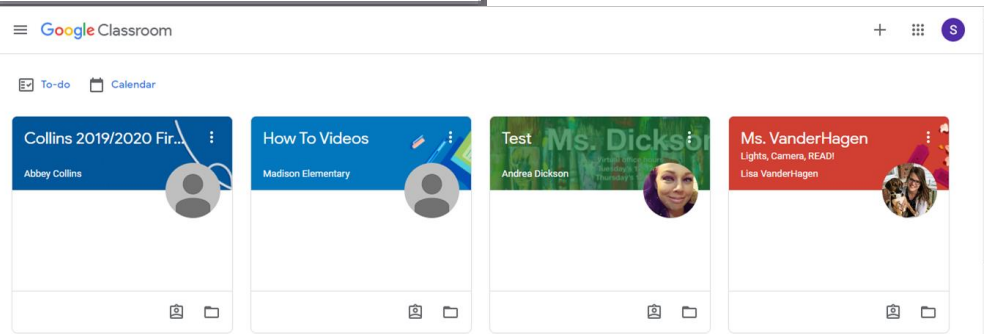 Google Classroom
S
To-do Calendar
Collins 2019/2020 Fir...
Abbey Collins
How To Videos
Madison Elementary
Test
Ms. Dickson
Andrea Dickson
Ms. VanderHagen
Lights, Camera, READ!
Lisa VanderHagen